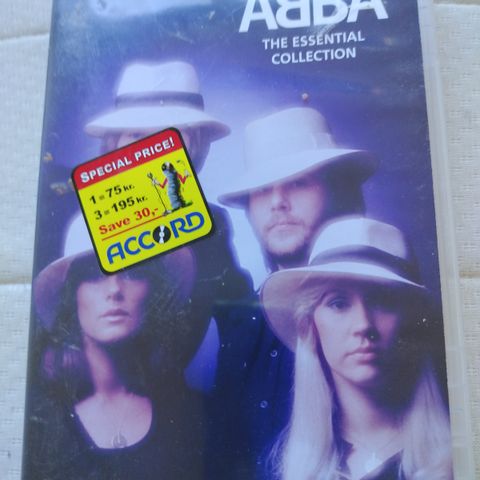 ABBA
THE ESSENTIAL
COLLECTION
SPECIAL PRICE!
1 = 75 kr.
3 = 195 kr.
Save 30,-
ACCORD